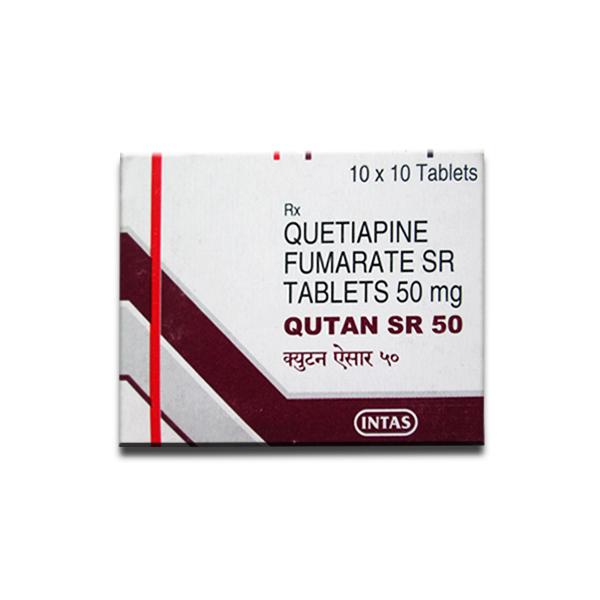 10 x 10 Tablets
Rx
QUETIAPINE
FUMARATE SR
TABLETS 50 mg
QUTAN SR 50
क्युटन ऐसार ५०
INTAS